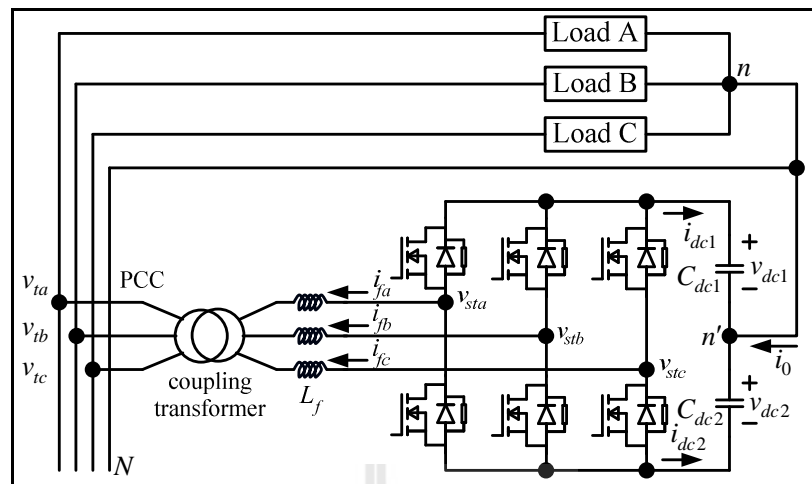 Load A
Load B
n
Load C
i_dc1
v_ta
PCC
i_fa
v_sta
C_dc1
+
v_dc1
−
v_tb
i_fb
v_stb
n'
i_0
v_tc
i_fc
v_stc
coupling
transformer
L_f
C_dc2
+
v_dc2
−
i_dc2
N